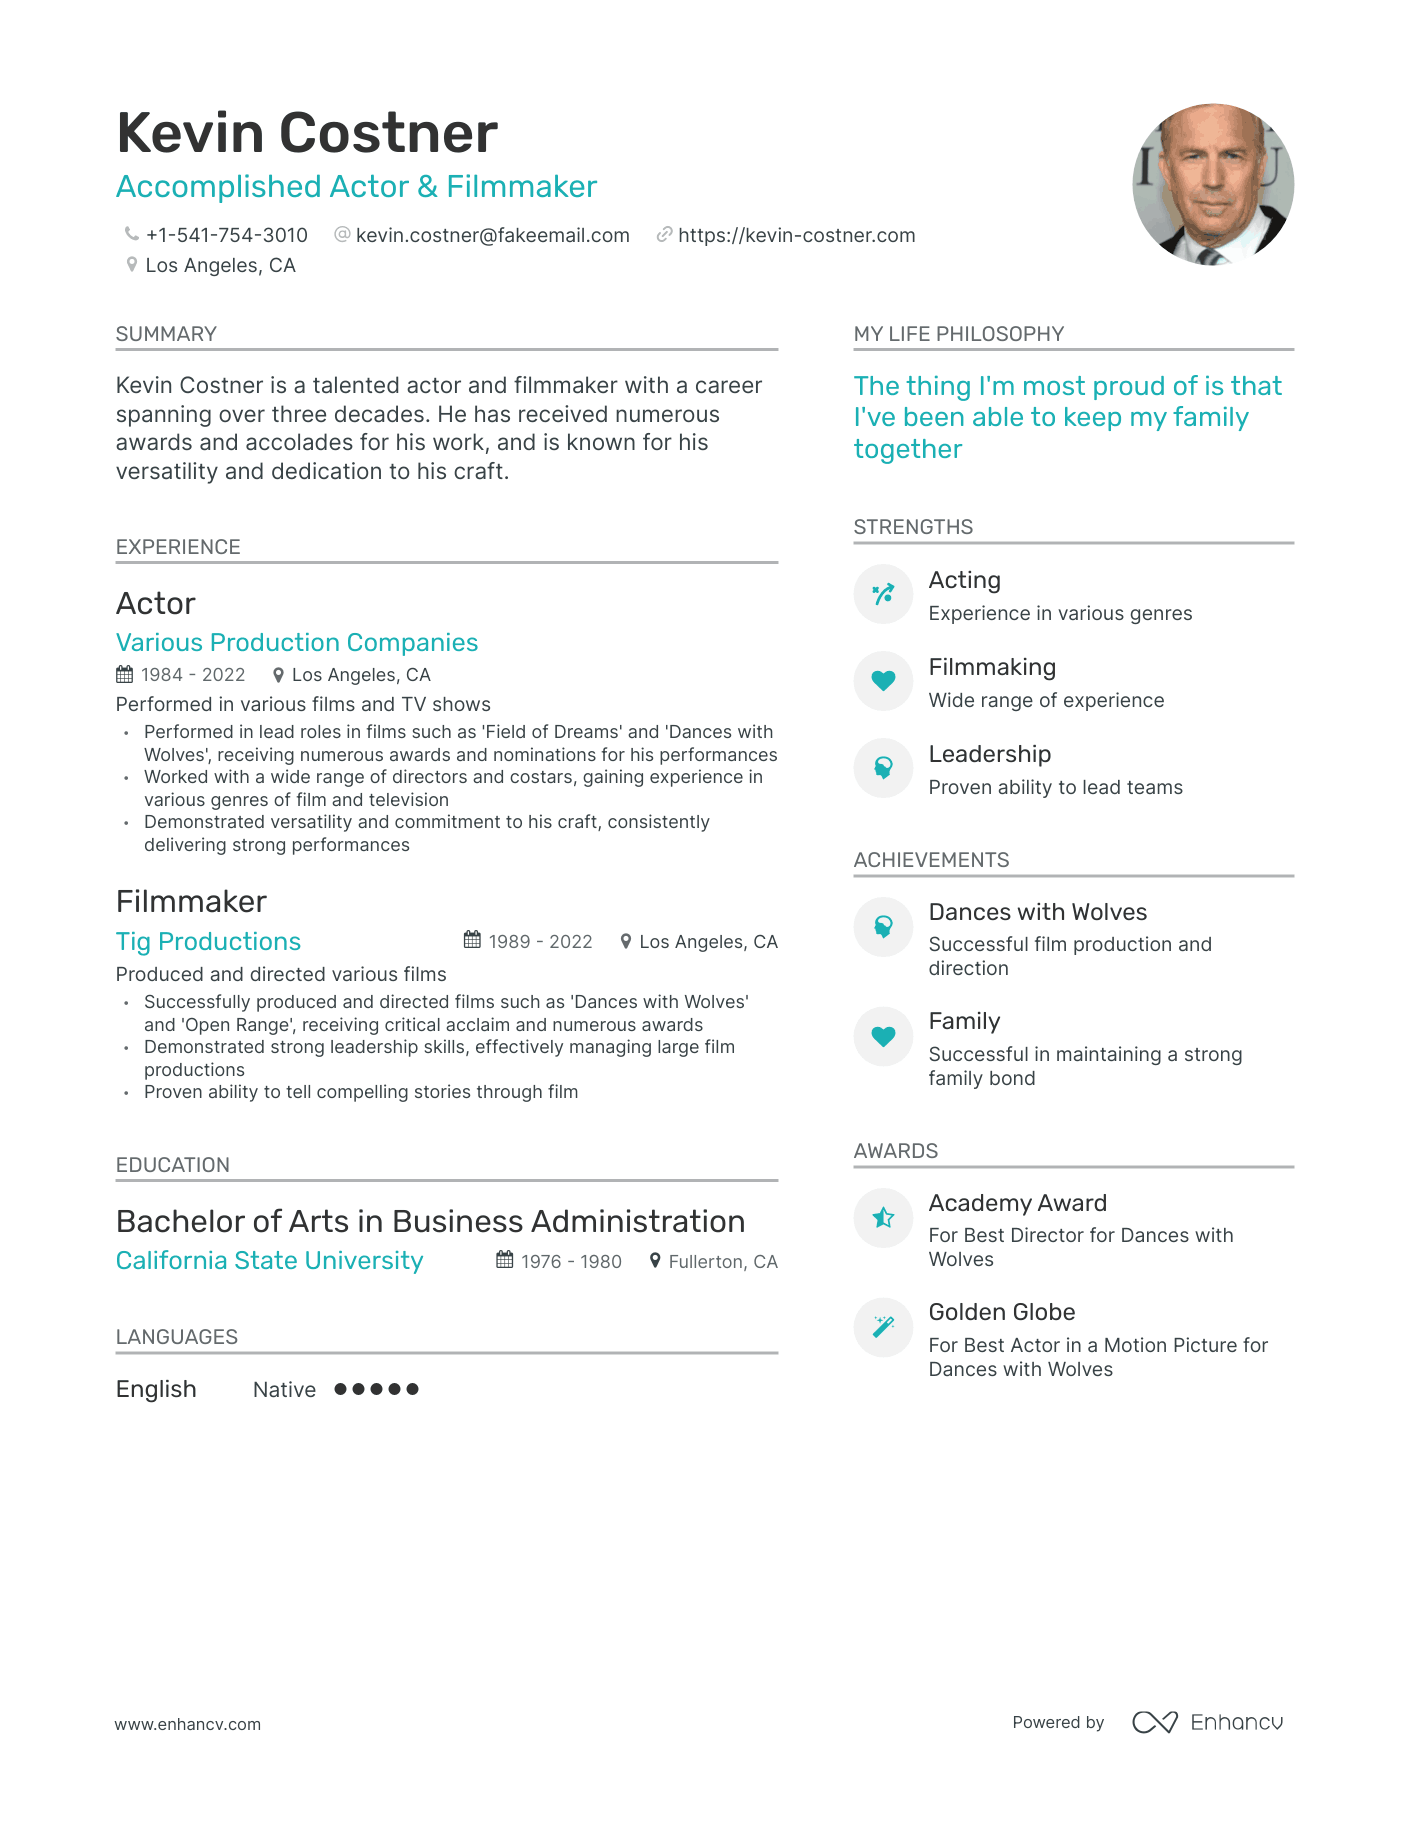 Kevin Costner
Accomplished Actor & Filmmaker
+1-541-754-3010 kevin.costner@fakeemail.com https://kevin-costner.com
Los Angeles, CA
SUMMARY
Kevin Costner is a talented actor and filmmaker with a career
spanning over three decades. He has received numerous
awards and accolades for his work, and is known for his
versatility and dedication to his craft.
EXPERIENCE
Actor
Various Production Companies
1984 - 2022 Los Angeles, CA
Performed in various films and TV shows
• Performed in lead roles in films such as 'Field of Dreams' and 'Dances with
Wolves', receiving numerous awards and nominations for his performances
• Worked with a wide range of directors and costars, gaining experience in
various genres of film and television
• Demonstrated versatility and commitment to his craft, consistently
delivering strong performances
Filmmaker
Tig Productions 1989 - 2022 Los Angeles, CA
Produced and directed various films
• Successfully produced and directed films such as 'Dances with Wolves'
and 'Open Range', receiving critical acclaim and numerous awards
• Demonstrated strong leadership skills, effectively managing large film
productions
• Proven ability to tell compelling stories through film
EDUCATION
Bachelor of Arts in Business Administration
California State University 1976 - 1980 Fullerton, CA
LANGUAGES
English Native
I U
MY LIFE PHILOSOPHY
The thing I'm most proud of is that
I've been able to keep my family
together
STRENGTHS
Acting
Experience in various genres
Filmmaking
Wide range of experience
Leadership
Proven ability to lead teams
ACHIEVEMENTS
Dances with Wolves
Successful film production and
direction
Family
Successful in maintaining a strong
family bond
AWARDS
Academy Award
For Best Director for Dances with
Wolves
Golden Globe
For Best Actor in a Motion Picture for
Dances with Wolves
www.enhancv.com
Powered by Enhancv